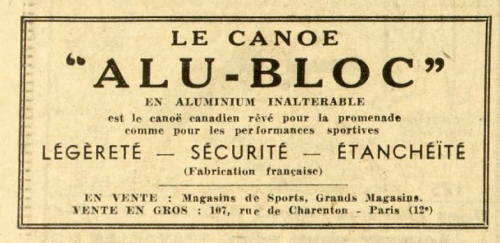 LE CANOE
“ALU-BLOC”
EN ALUMINIUM INALTERABLE
est le canoë canadien rêvé pour la promenade
comme pour les performances sportives
LÉGÈRETÉ — SÉCURITÉ — ÉTANCHÉÏTÉ
(Fabrication française)
EN VENTE : Magasins de Sports, Grands Magasins.
VENTE EN GROS : 107, rue de Charenton - Paris (12ᵉ)